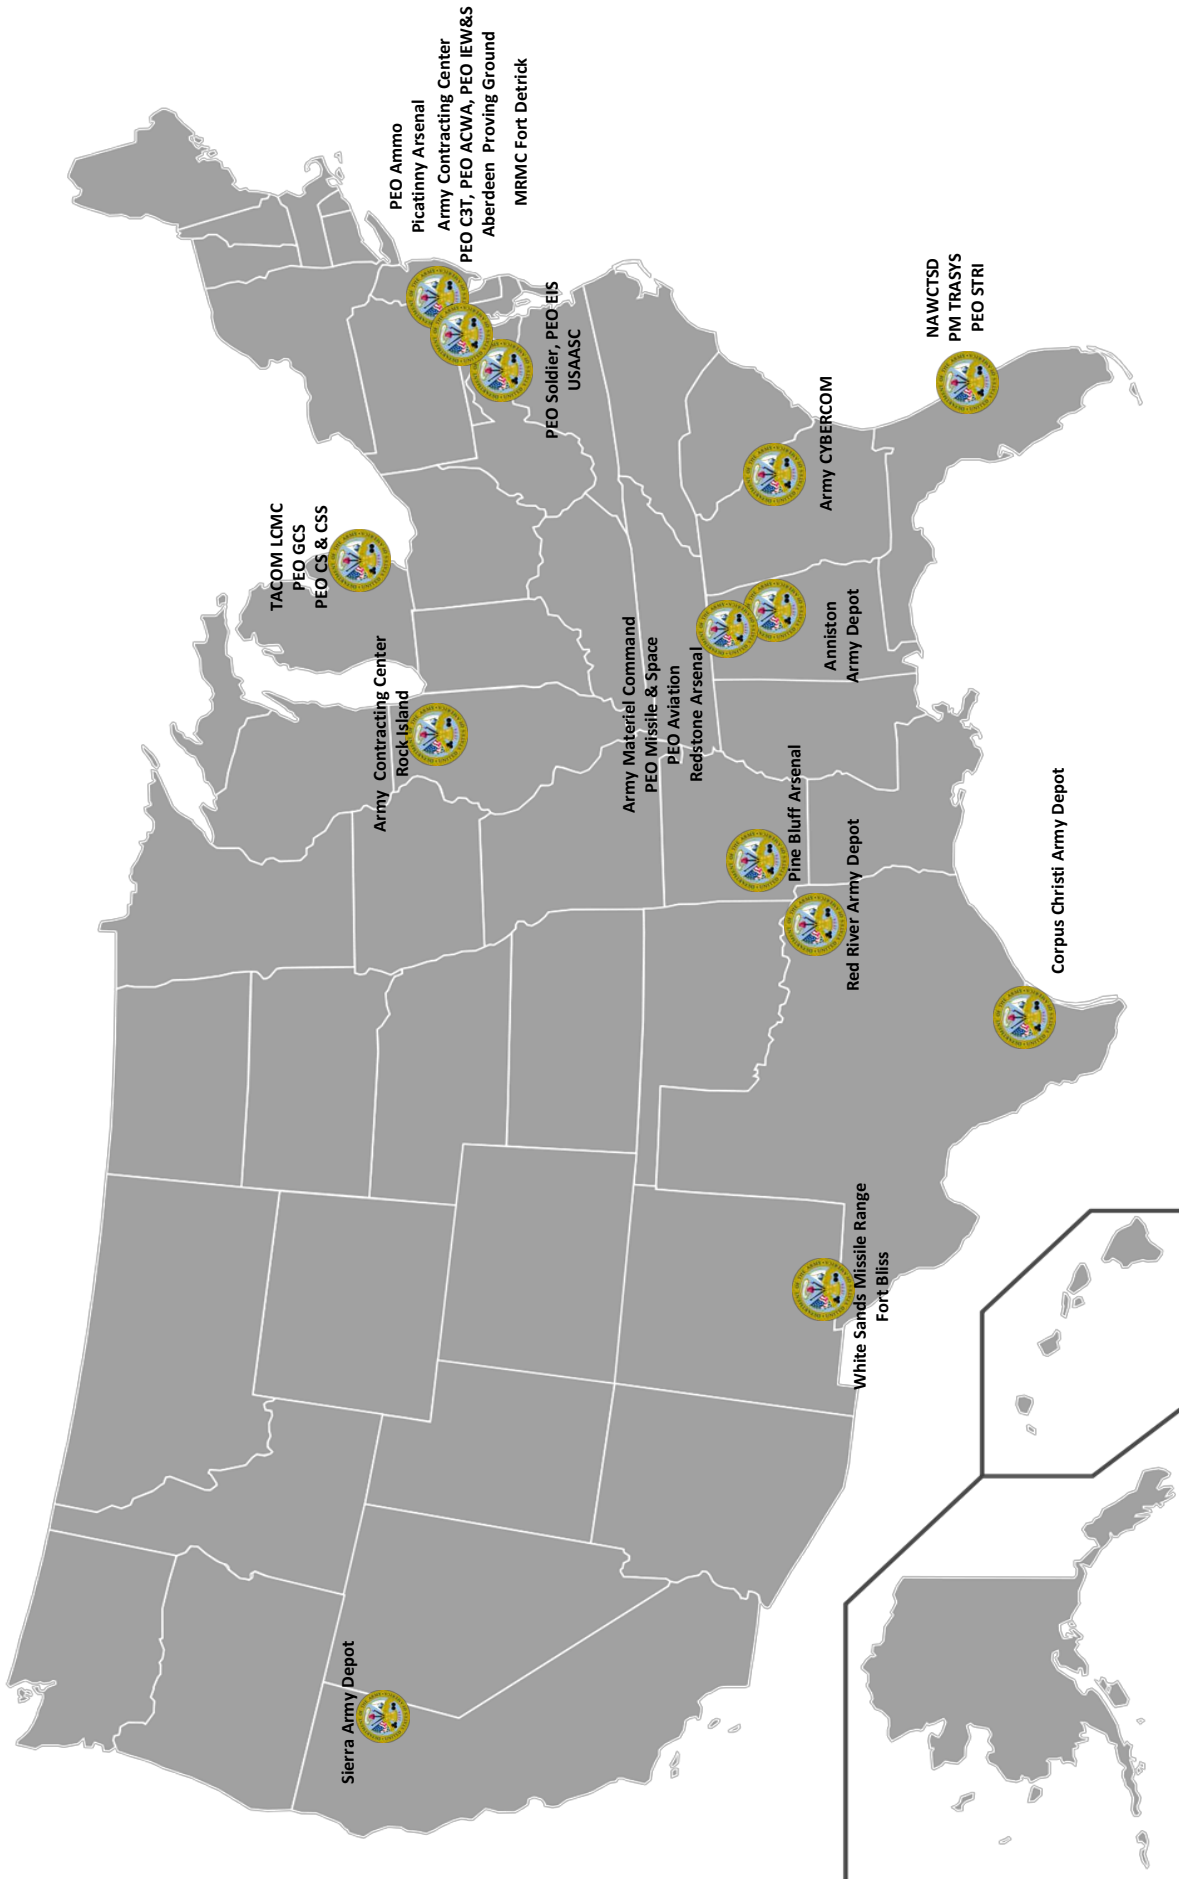 Sierra Army Depot
White Sands Missile Range
Fort Bliss
Corpus Christi Army Depot
Red River Army Depot
Pine Bluff Arsenal
Army Contracting Center
Rock Island
Army Materiel Command
PEO Missile & Space
PEO Aviation
Redstone Arsenal
Anniston
Army Depot
TACOM LCMC
PEO GCS
PEO CS & CSS
Army CYBERCOM
NAWCTSD
PM TRASYS
PEO STRI
PEO Soldier, PEO EIS
USAASC
PEO Ammo
Picatinny Arsenal
Army Contracting Center
PEO C3T, PEO ACWA, PEO IEW&S
Aberdeen Proving Ground
MRMC Fort Detrick